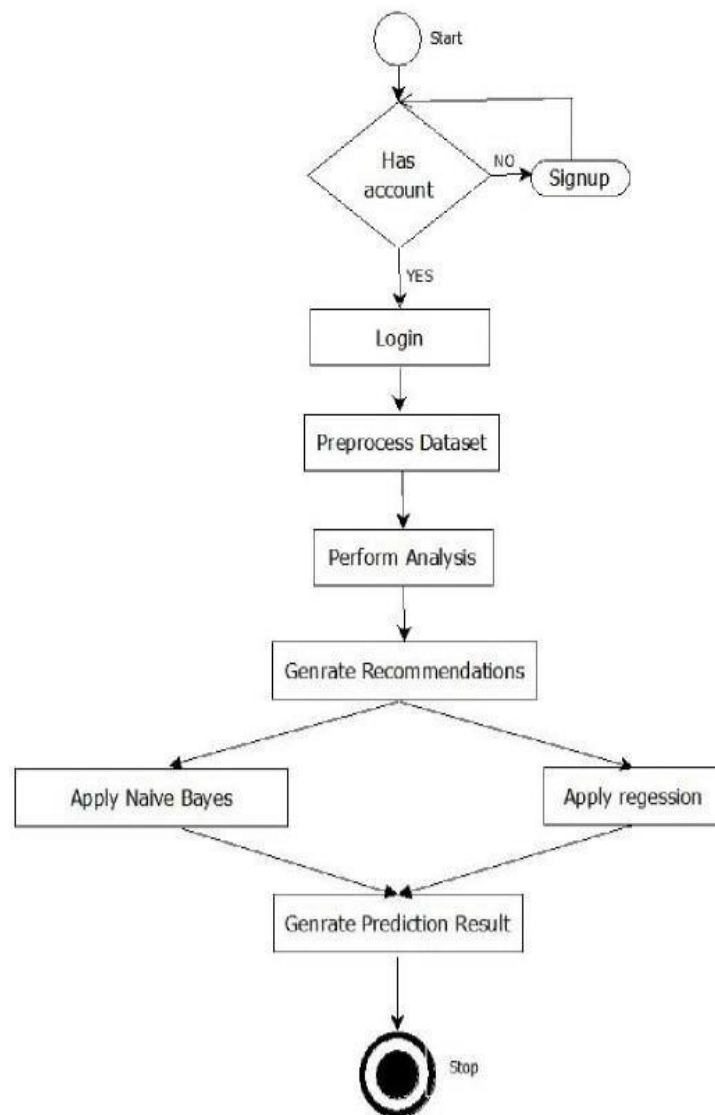 Start
Has
account
NO
Signup
YES
Login
Preprocess Dataset
Perform Analysis
Genrate Recommendations
Apply Naive Bayes
Apply regession
Genrate Prediction Result
Stop